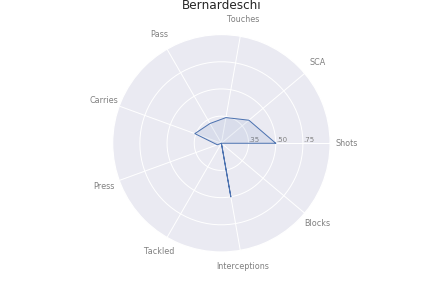 Bernardeschi
Touches
Pass
SCA
Carries
.35 .50 .75
Shots
Press
Blocks
Tackled
Interceptions